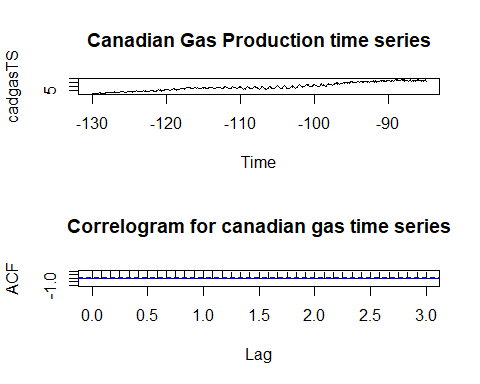 Canadian Gas Production time series
cadgasTS
5
-130 -120 -110 -100 -90
Time
Correlogram for canadian gas time series
ACF
-1.0
0.0 0.5 1.0 1.5 2.0 2.5 3.0
Lag